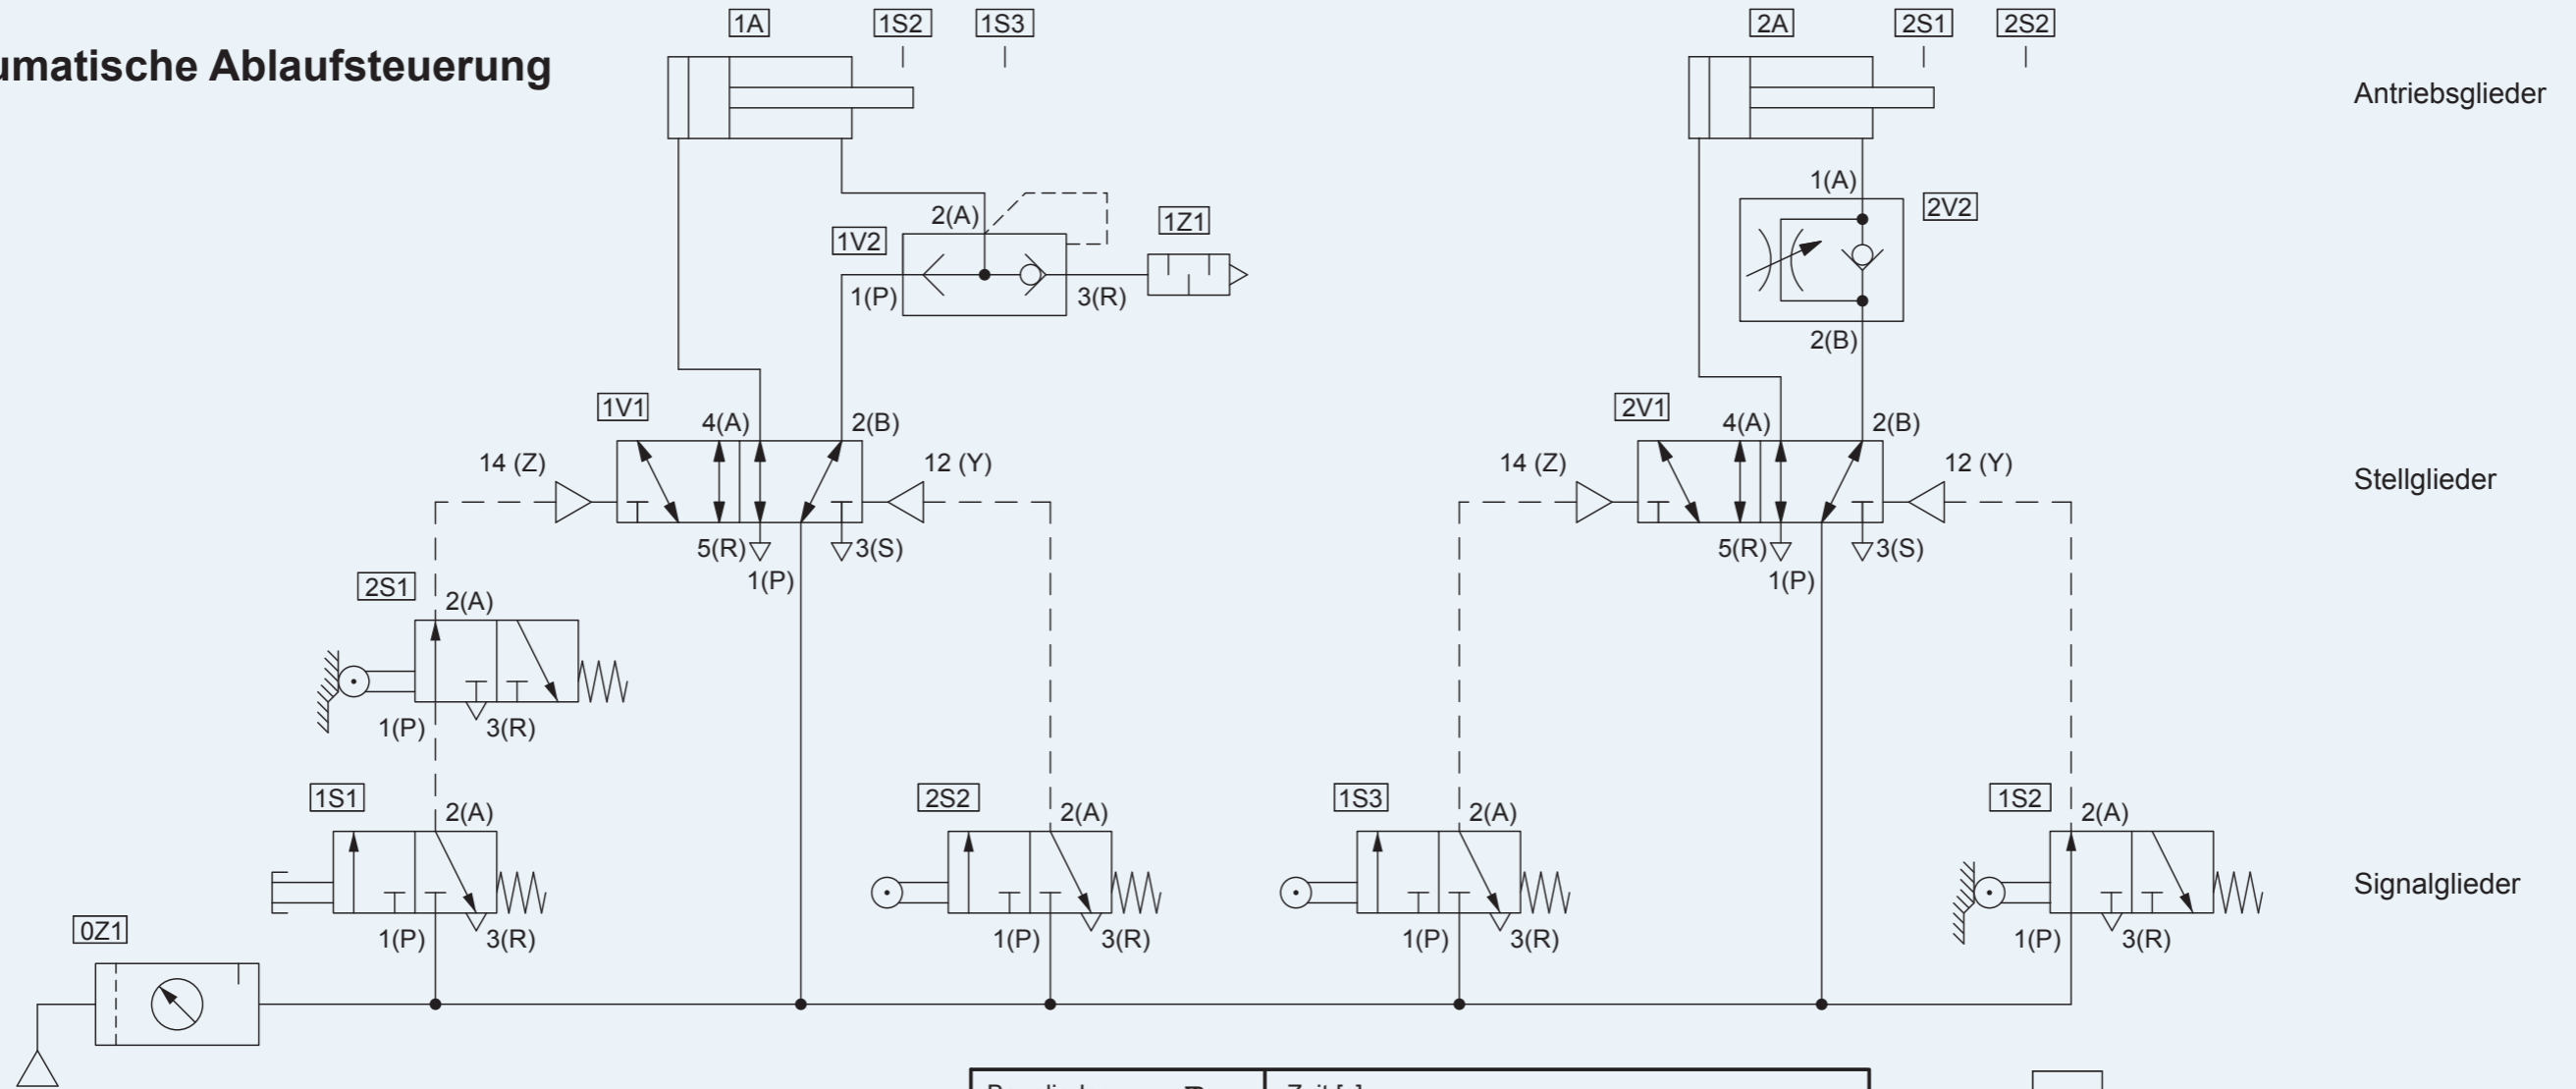 1A
1S2
1S3
2A
2S1
2S2
Ablaufsteuerung
Antriebsglieder
1(A)
2V2
2(A)
1Z1
1V2
1(P)
3(R)
2(B)
1V1
4(A)
2(B)
2V1
4(A)
2(B)
14 (Z)
12 (Y)
14 (Z)
12 (Y)
Stellglieder
5(R)
3(S)
5(R)
3(S)
1(P)
1(P)
2S1
2(A)
1(P)
3(R)
1S1
2(A)
2S2
2(A)
1S3
2(A)
1S2
2(A)
Signalglieder
0Z1
1(P)
3(R)
1(P)
3(R)
1(P)
3(R)
1(P)
3(R)